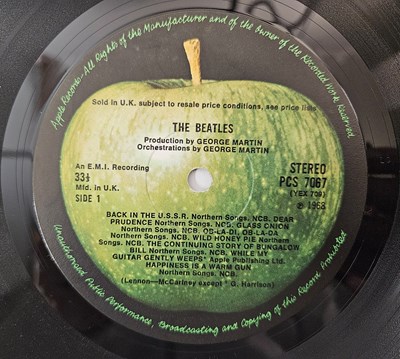 Apple Records-All Rights of the Manufacturer and of the Owner of the Recorded Work Reserved
Sold in U.K. subject to resale price conditions, see price lists
THE BEATLES
Production by GEORGE MARTIN
Orchestrations by GEORGE MARTIN
An E.M.I. Recording
33⅓
Mfd. in U.K.
SIDE 1
STEREO
PCS 7067
(YEX 709)
℗ 1968
BACK IN THE U.S.S.R. Northern Songs. NCB. DEAR
PRUDENCE Northern Songs. NCB. GLASS ONION
Northern Songs. NCB. OB-LA-DI, OB-LA-DA
Northern Songs. NCB. WILD HONEY PIE Northern
Songs. NCB. THE CONTINUING STORY OF BUNGALOW
BILL Northern Songs. NCB. WHILE MY
GUITAR GENTLY WEEPS* Apple Publishing Ltd.
HAPPINESS IS A WARM GUN
Northern Songs. NCB.
(Lennon—McCartney except * G. Harrison)
Unauthorised Public Performance, Broadcasting and Copying of this Record Prohibited